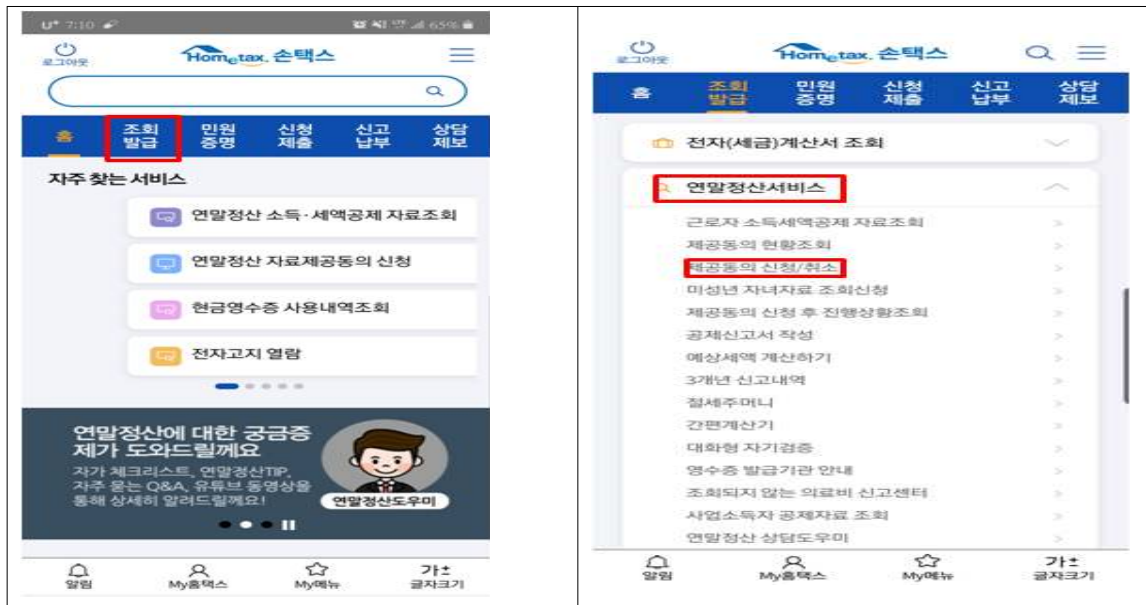 U+ 7:10 65%
로그아웃
Hometax. 손택스
홈
조회
발급
민원
증명
신청
제출
신고
납부
상담
제보
자주 찾는 서비스
연말정산 소득·세액공제 자료조회
연말정산 자료제공동의 신청
현금영수증 사용내역조회
전자고지 열람
연말정산에 대한 궁금증
제가 도와드릴께요
자가 체크리스트, 연말정산TIP,
자주 묻는 Q&A, 유튜브 동영상을
통해 상세히 알려드릴께요!
연말정산도우미
알림
My홈택스
My메뉴
가±
글자크기
로그아웃
Hometax. 손택스
홈
조회
발급
민원
증명
신청
제출
신고
납부
상담
제보
전자(세금)계산서 조회
연말정산서비스
근로자 소득세액공제 자료조회
제공동의 현황조회
제공동의 신청/취소
미성년 자녀자료 조회신청
제공동의 신청 후 진행상황조회
공제신고서 작성
예상세액 계산하기
3개년 신고내역
절세주머니
간편계산기
대화형 자기검증
영수증 발급기관 안내
조회되지 않는 의료비 신고센터
사업소득자 공제자료 조회
연말정산 상담도우미
알림
My홈택스
My메뉴
가±
글자크기